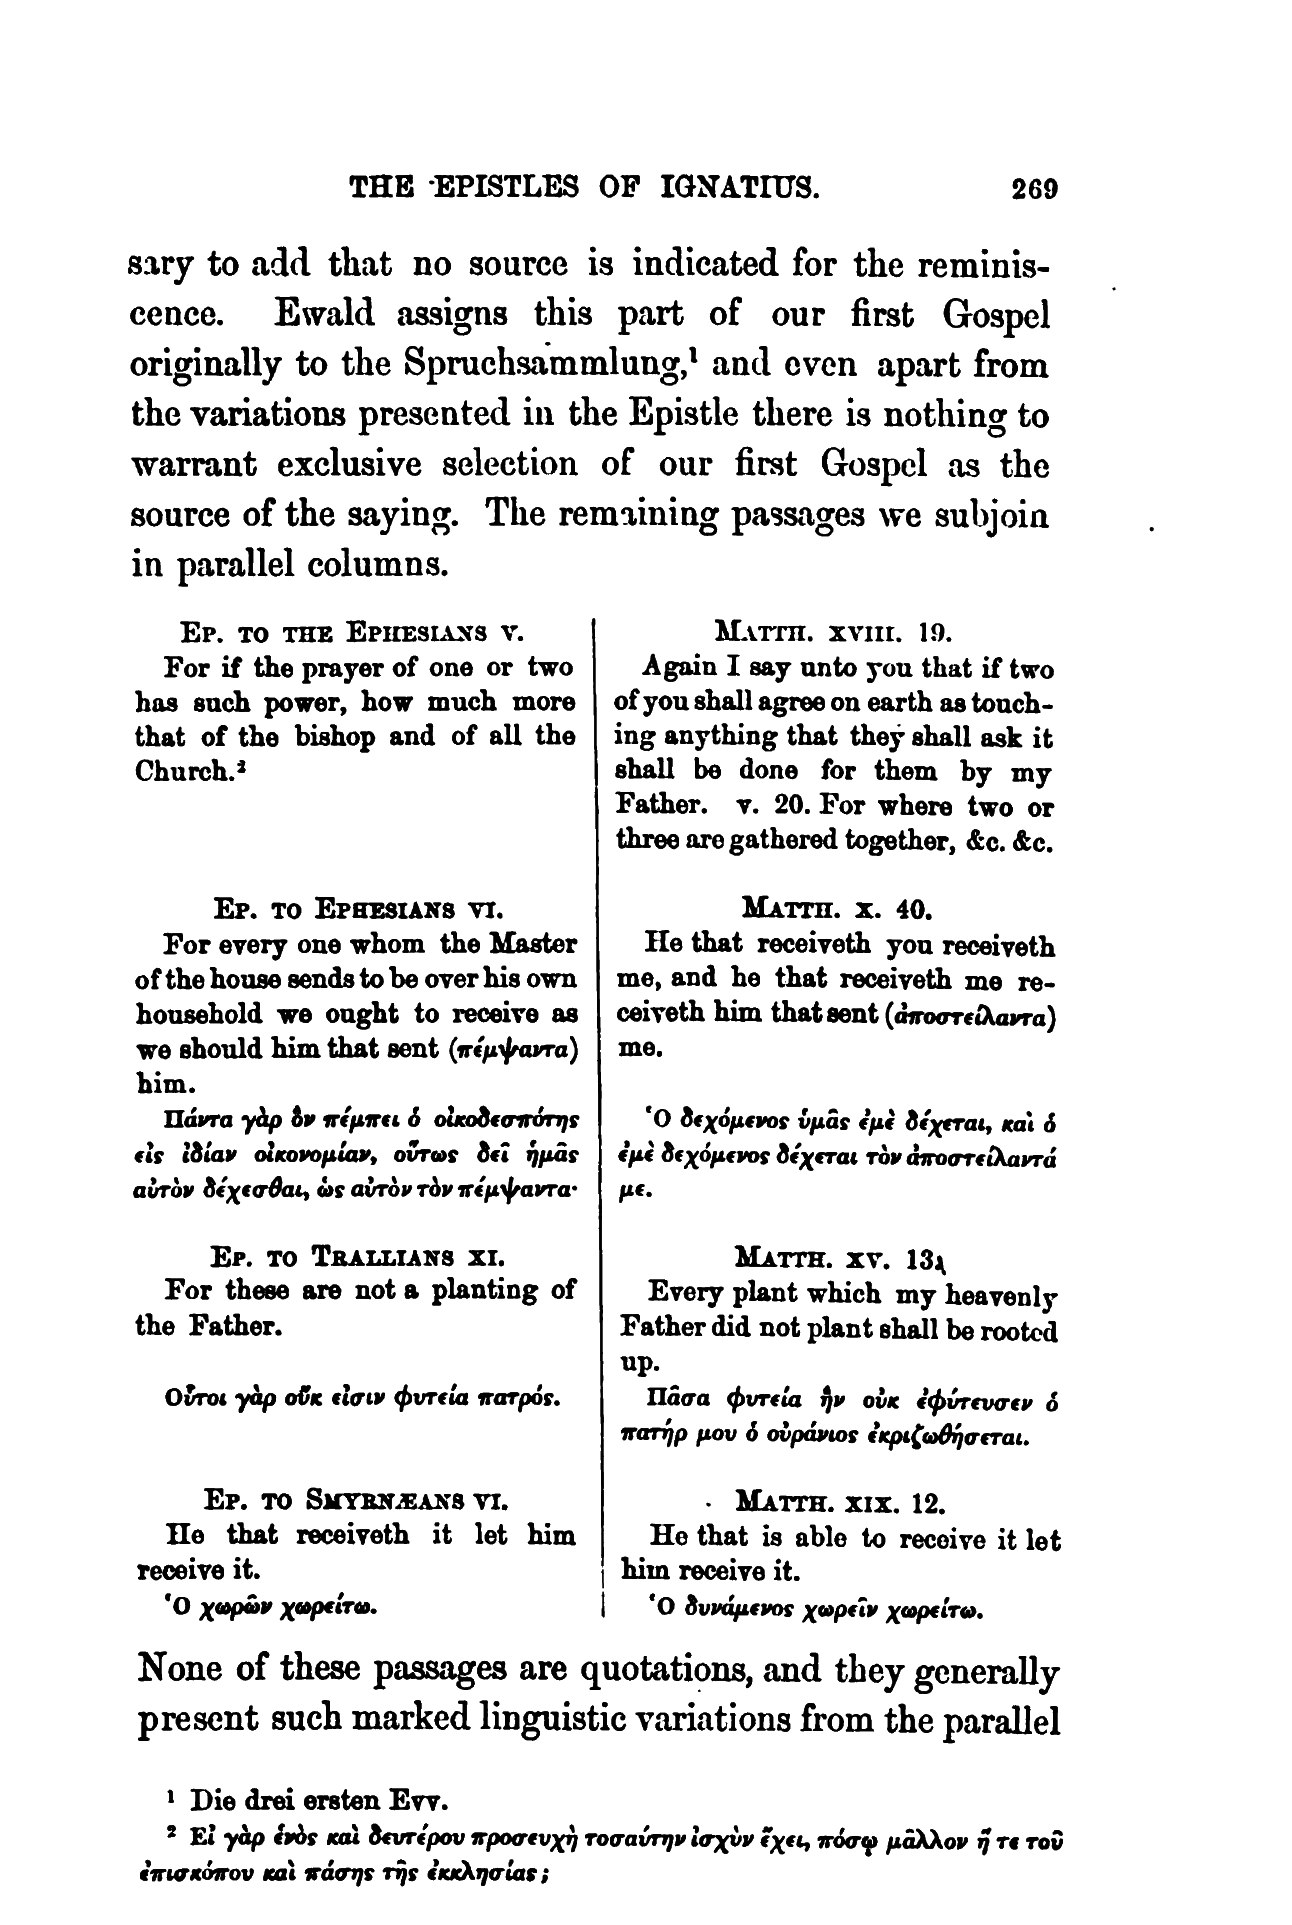 THE EPISTLES OF IGNATIUS. 269
sary to add that no source is indicated for the reminis-
cence. Ewald assigns this part of our first Gospel
originally to the Spruchsammlung,¹ and even apart from
the variations presented in the Epistle there is nothing to
warrant exclusive selection of our first Gospel as the
source of the saying. The remaining passages we subjoin
in parallel columns.
EP. TO THE EPHESIANS V.
For if the prayer of one or two
has such power, how much more
that of the bishop and of all the
Church.²
EP. TO EPHESIANS VI.
For every one whom the Master
of the house sends to be over his own
household we ought to receive as
we should him that sent (πέμψαντα)
him.
Πάντα γὰρ ὃν πέμπει ὁ οἰκοδεσπότης
εἰς ἰδίαν οἰκονομίαν, οὕτως δεῖ ἡμᾶς
αὐτὸν δέχεσθαι, ὡς αὐτὸν τὸν πέμψαντα·
EP. TO TRALLIANS XI.
For these are not a planting of
the Father.
Οὗτοι γὰρ οὔκ εἰσιν φυτεία πατρός.
EP. TO SMYRNÆANS VI.
He that receiveth it let him
receive it.
Ὁ χωρῶν χωρείτω.
MATTH. XVIII. 19.
Again I say unto you that if two
of you shall agree on earth as touch-
ing anything that they shall ask it
shall be done for them by my
Father. v. 20. For where two or
three are gathered together, &c. &c.
MATTH. X. 40.
He that receiveth you receiveth
me, and he that receiveth me re-
ceiveth him that sent (ἀποστείλαντα)
me.
Ὁ δεχόμενος ὑμᾶς ἐμὲ δέχεται, καὶ ὁ
ἐμὲ δεχόμενος δέχεται τὸν ἀποστείλαντά
με.
MATTH. XV. 13.
Every plant which my heavenly
Father did not plant shall be rooted
up.
Πᾶσα φυτεία ἣν οὐκ ἐφύτευσεν ὁ
πατήρ μου ὁ οὐράνιος ἐκριζωθήσεται.
MATTH. XIX. 12.
He that is able to receive it let
him receive it.
Ὁ δυνάμενος χωρεῖν χωρείτω.
None of these passages are quotations, and they generally
present such marked linguistic variations from the parallel
¹ Die drei ersten Evv.
² Εἰ γὰρ ἑνὸς καὶ δευτέρου προσευχὴ τοσαύτην ἰσχὺν ἔχει, πόσῳ μᾶλλον ἥ τε τοῦ
ἐπισκόπου καὶ πάσης τῆς ἐκκλησίας;